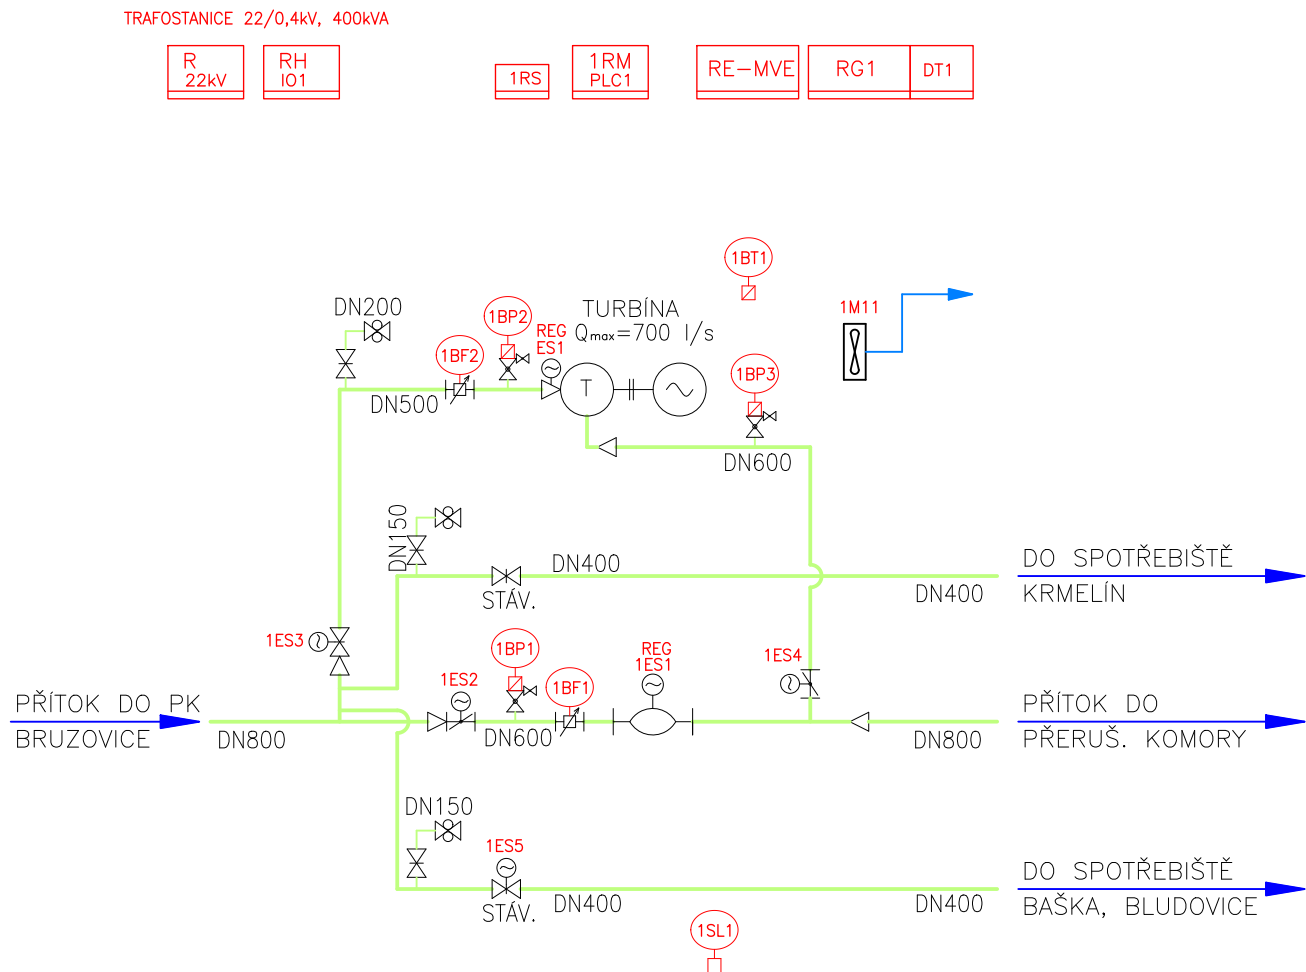 TRAFOSTANICE 22/0,4kV, 400kVA
R
22kV
RH
IO1
1RS
1RM
PLC1
RE-MVE
RG1
DT1
1BT1
DN200
1BP2
REG
ES1
TURBÍNA
Qmax=700 l/s
1M11
1BF2
T
1BP3
DN500
DN600
DN150
DN400
STÁV.
DN400
DO SPOTŘEBIŠTĚ
KRMELÍN
1ES3
1BP1
REG
1ES1
1ES4
1ES2
1BF1
PŘÍTOK DO PK
BRUZOVICE
DN800
DN600
DN800
PŘÍTOK DO
PŘERUŠ. KOMORY
DN150
1ES5
STÁV.
DN400
DN400
DO SPOTŘEBIŠTĚ
BAŠKA, BLUDOVICE
1SL1